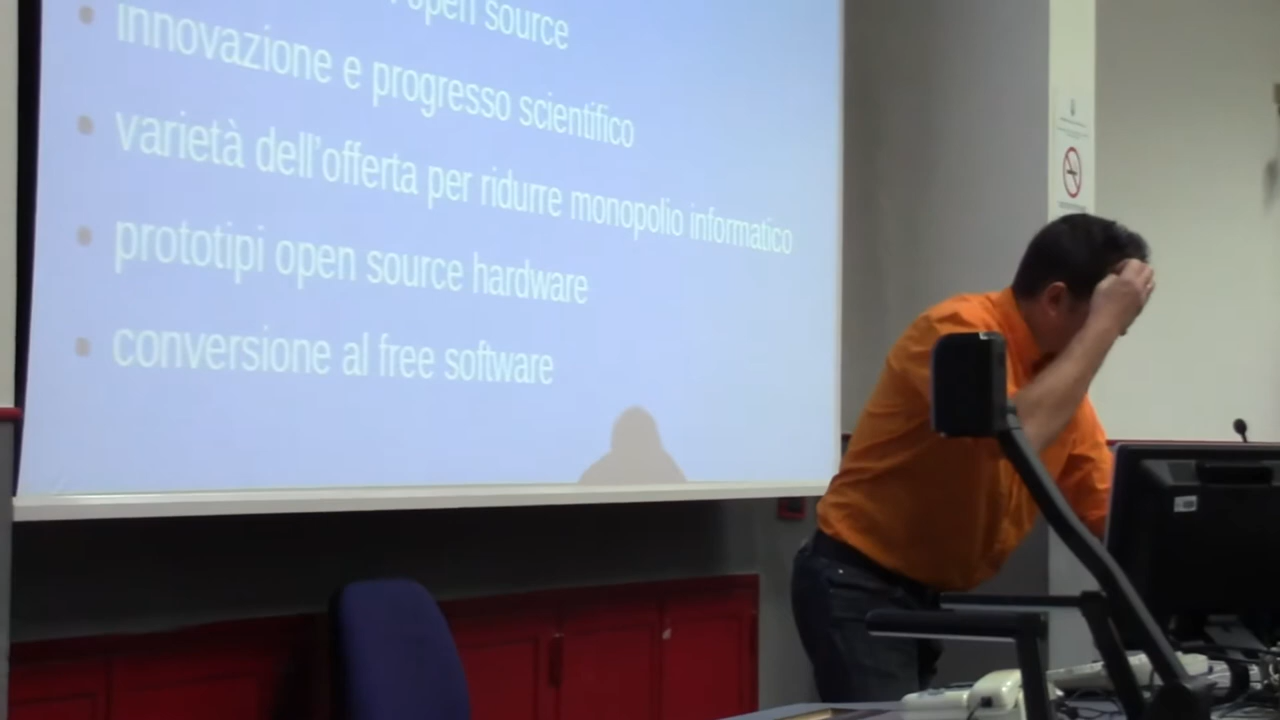 open source
innovazione e progresso scientifico
varietà dell'offerta per ridurre monopolio informatico
prototipi open source hardware
conversione al free software